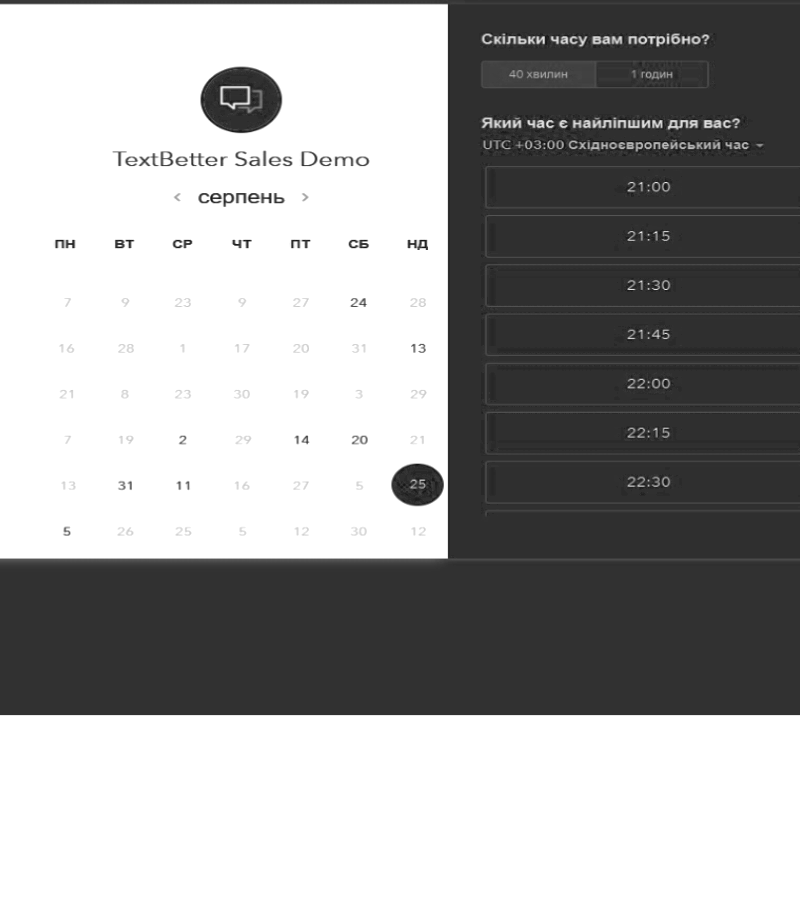 TextBetter Sales Demo
< серпень >
ПН ВТ СР ЧТ ПТ СБ НД
7 9 23 9 27 24 28
16 28 1 17 20 31 13
21 8 23 30 19 3 29
7 19 2 29 14 20 21
13 31 11 16 27 5 25
5 26 25 5 12 30 12
Скільки часу вам потрібно?
40 хвилин 1 годин
Який час є найліпшим для вас?
UTC +03:00 Східноєвропейський час
21:00
21:15
21:30
21:45
22:00
22:15
22:30